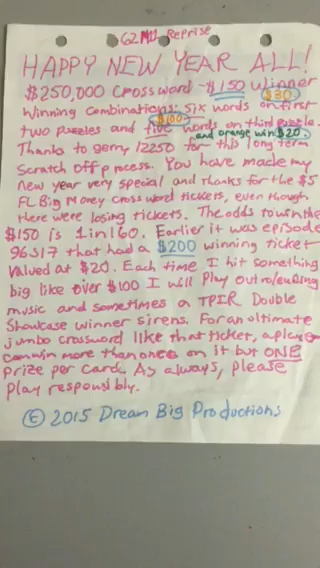 62 Mil Reprise
HAPPY NEW YEAR ALL!
$250,000 Crossword - $150 Winner
$30
Winning Combinations: Six words on first
$100
two puzzles and five words on third puzzle.
and orange win $20.
Thanks to germy 12250 for this long term
Scratch off process. You have made my
new year very special and thanks for the $5
FL Big Money Crossword tickets, even though
there were losing tickets. The odds to win the
$150 is 1 in 160. Earlier it was episode
96517 that had a $200 winning ticket
valued at $20. Each time I hit something
big like over $100 I will play outro/ending
music and sometimes a TPIR Double
Showcase winner sirens. For an ultimate
jumbo crossword like that ticket, a player
can win more than once on it but ONE
Prize per card. As always, please
Play responsibly.
© 2015 Dream Big Productions